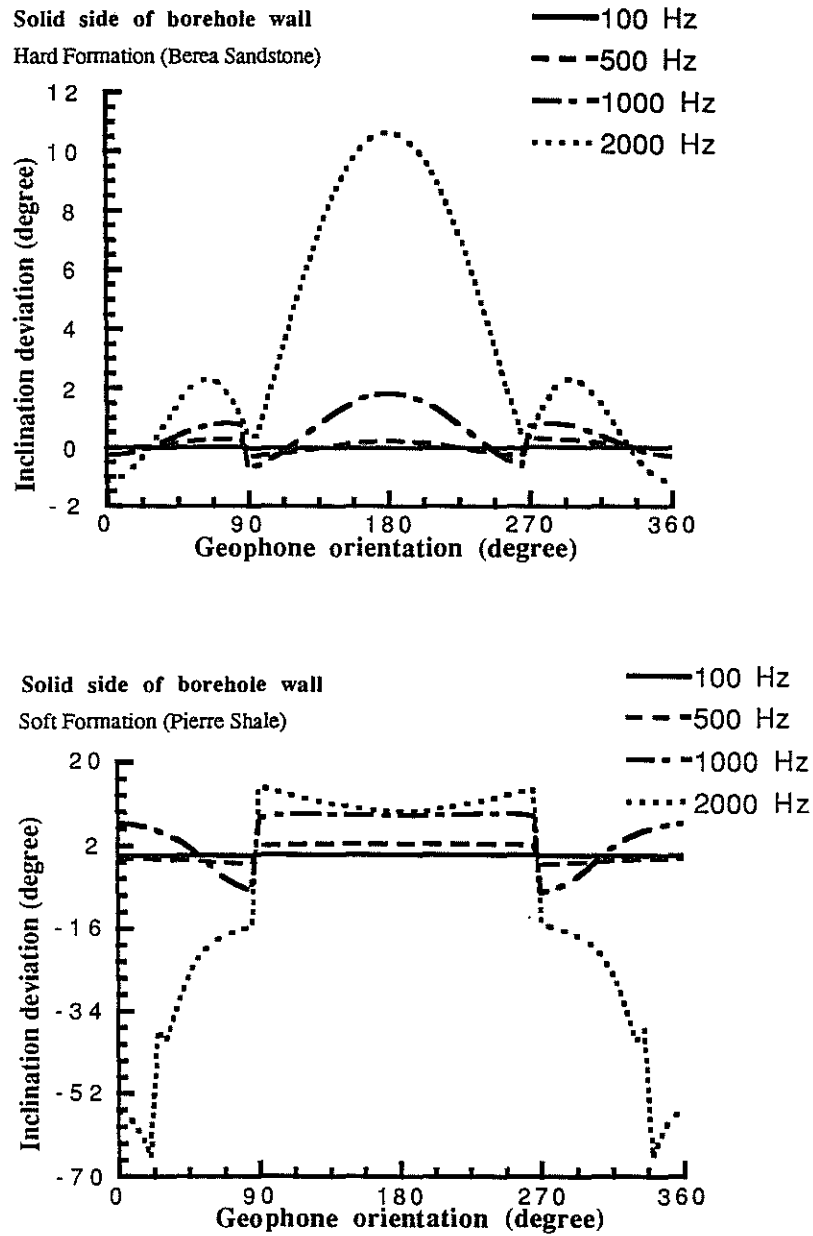 Solid side of borehole wall
Hard Formation (Berea Sandstone)
100 Hz
500 Hz
1000 Hz
2000 Hz
Inclination deviation (degree)
12
10
8
6
4
2
0
-2
0 90 180 270 360
Geophone orientation (degree)
Solid side of borehole wall
Soft Formation (Pierre Shale)
100 Hz
500 Hz
1000 Hz
2000 Hz
Inclination deviation (degree)
20
2
-16
-34
-52
-70
0 90 180 270 360
Geophone orientation (degree)